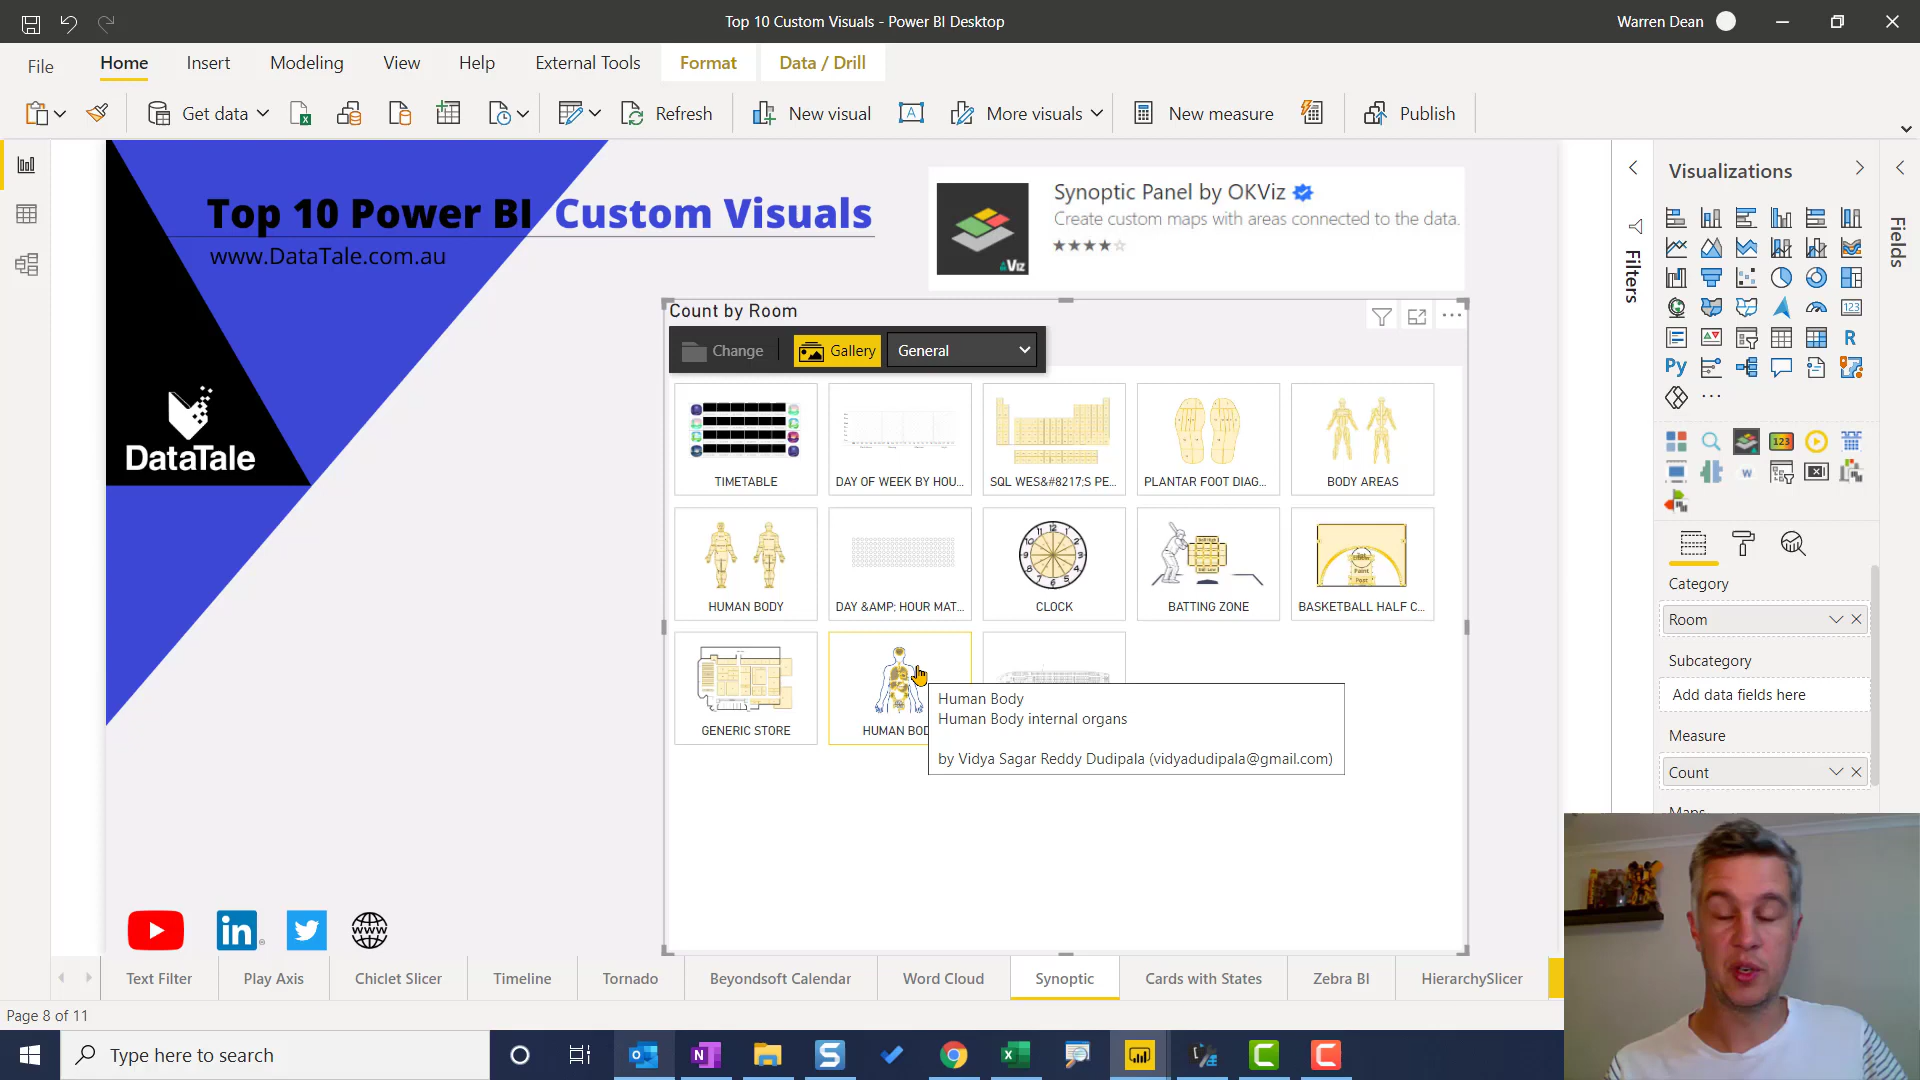 Top 10 Custom Visuals - Power BI Desktop
Warren Dean
File
Home
Insert
Modeling
View
Help
External Tools
Format
Data / Drill
Get data
Refresh
New visual
More visuals
New measure
Publish
Top 10 Power BI Custom Visuals
www.DataTale.com.au
DataTale
Synoptic Panel by OKViz
Create custom maps with areas connected to the data.
Viz
Count by Room
Change
Gallery
General
TIMETABLE
DAY OF WEEK BY HOU...
SQL WES&#8217;S PE...
PLANTAR FOOT DIAG...
BODY AREAS
HUMAN BODY
DAY &AMP; HOUR MAT...
CLOCK
BATTING ZONE
BASKETBALL HALF C...
GENERIC STORE
HUMAN BOD
Human Body
Human Body internal organs
by Vidya Sagar Reddy Dudipala (vidyadudipala@gmail.com)
Filters
Visualizations
Fields
123
R
Py
123
Category
Room
Subcategory
Add data fields here
Measure
Count
Maps
Text Filter
Play Axis
Chiclet Slicer
Timeline
Tornado
Beyondsoft Calendar
Word Cloud
Synoptic
Cards with States
Zebra BI
HierarchySlicer
Page 8 of 11
Type here to search